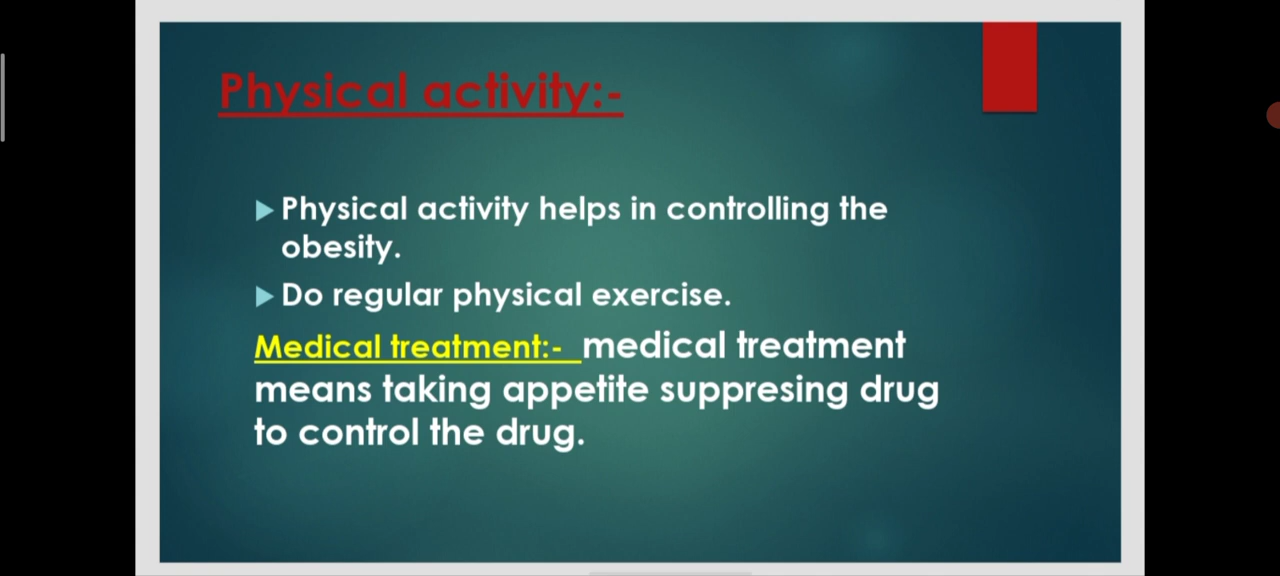 Physical activity:-
Physical activity helps in controlling the
obesity.
Do regular physical exercise.
Medical treatment:- medical treatment
means taking appetite suppresing drug
to control the drug.